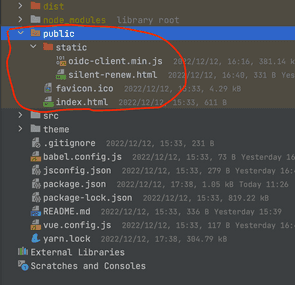 dist
node_modules library root
public
static
oidc-client.min.js 2022/12/12, 16:16, 381.14 k
silent-renew.html 2022/12/12, 16:40, 331 B
favicon.ico 2022/12/12, 15:33, 4.29 kB
index.html 2022/12/12, 15:33, 611 B
src
theme
.gitignore 2022/12/12, 15:33, 231 B
babel.config.js 2022/12/12, 15:33, 73 B Yesterday 16
jsconfig.json 2022/12/12, 15:33, 279 B Yesterday 16:
package.json 2022/12/12, 17:38, 1.05 kB Today 11:26
package-lock.json 2022/12/12, 15:33, 819.22 kB
README.md 2022/12/12, 15:33, 336 B Yesterday 15:39
vue.config.js 2022/12/12, 15:33, 117 B Yesterday 16:
yarn.lock 2022/12/12, 17:38, 304.79 kB
External Libraries
Scratches and Consoles